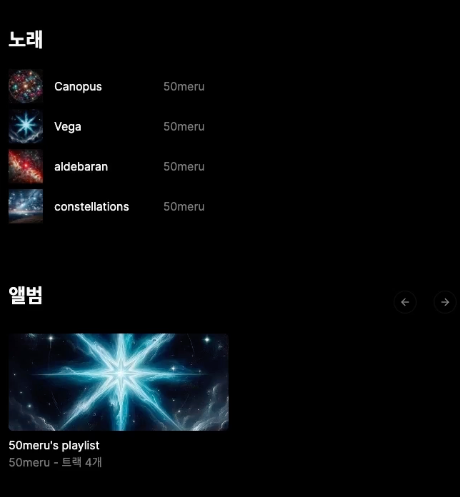 노래
Canopus 50meru
Vega 50meru
aldebaran 50meru
constellations 50meru
앨범
50meru's playlist
50meru - 트랙 4개